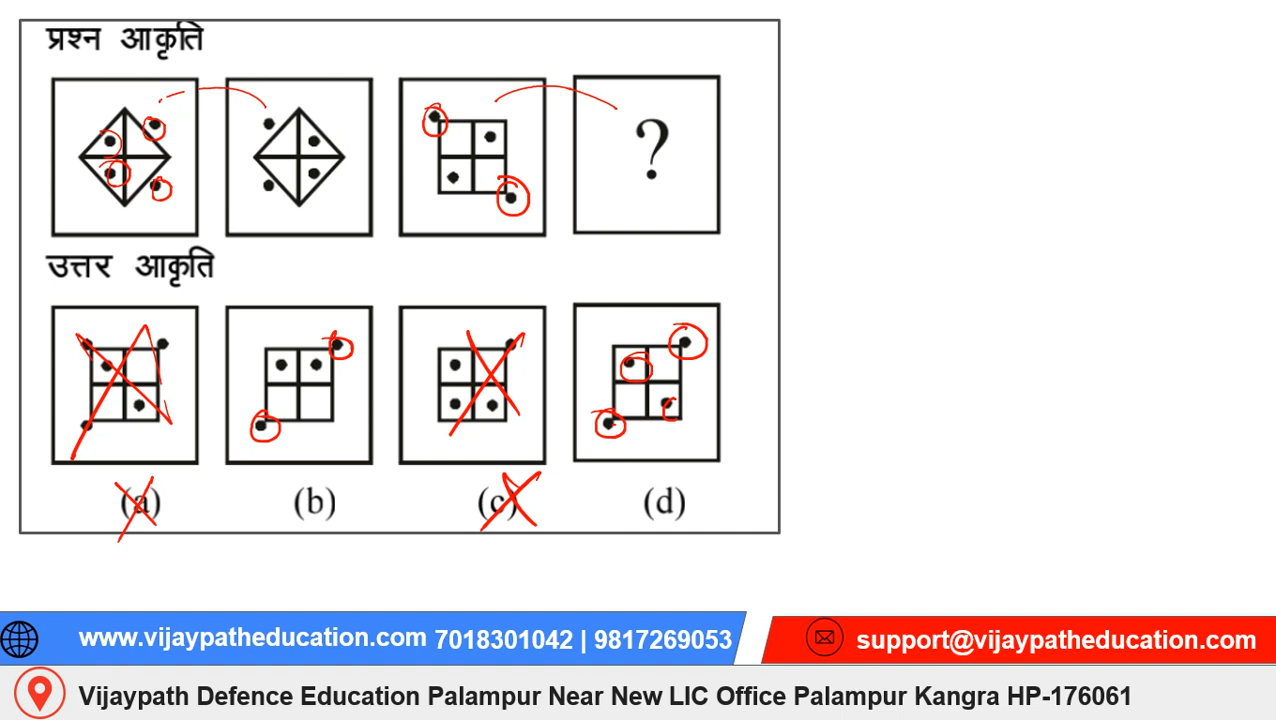 प्रश्न आकृति
?
उत्तर आकृति
(a) (b) (c) (d)
www.vijaypatheducation.com 7018301042 | 9817269053
support@vijaypatheducation.com
Vijaypath Defence Education Palampur Near New LIC Office Palampur Kangra HP-176061